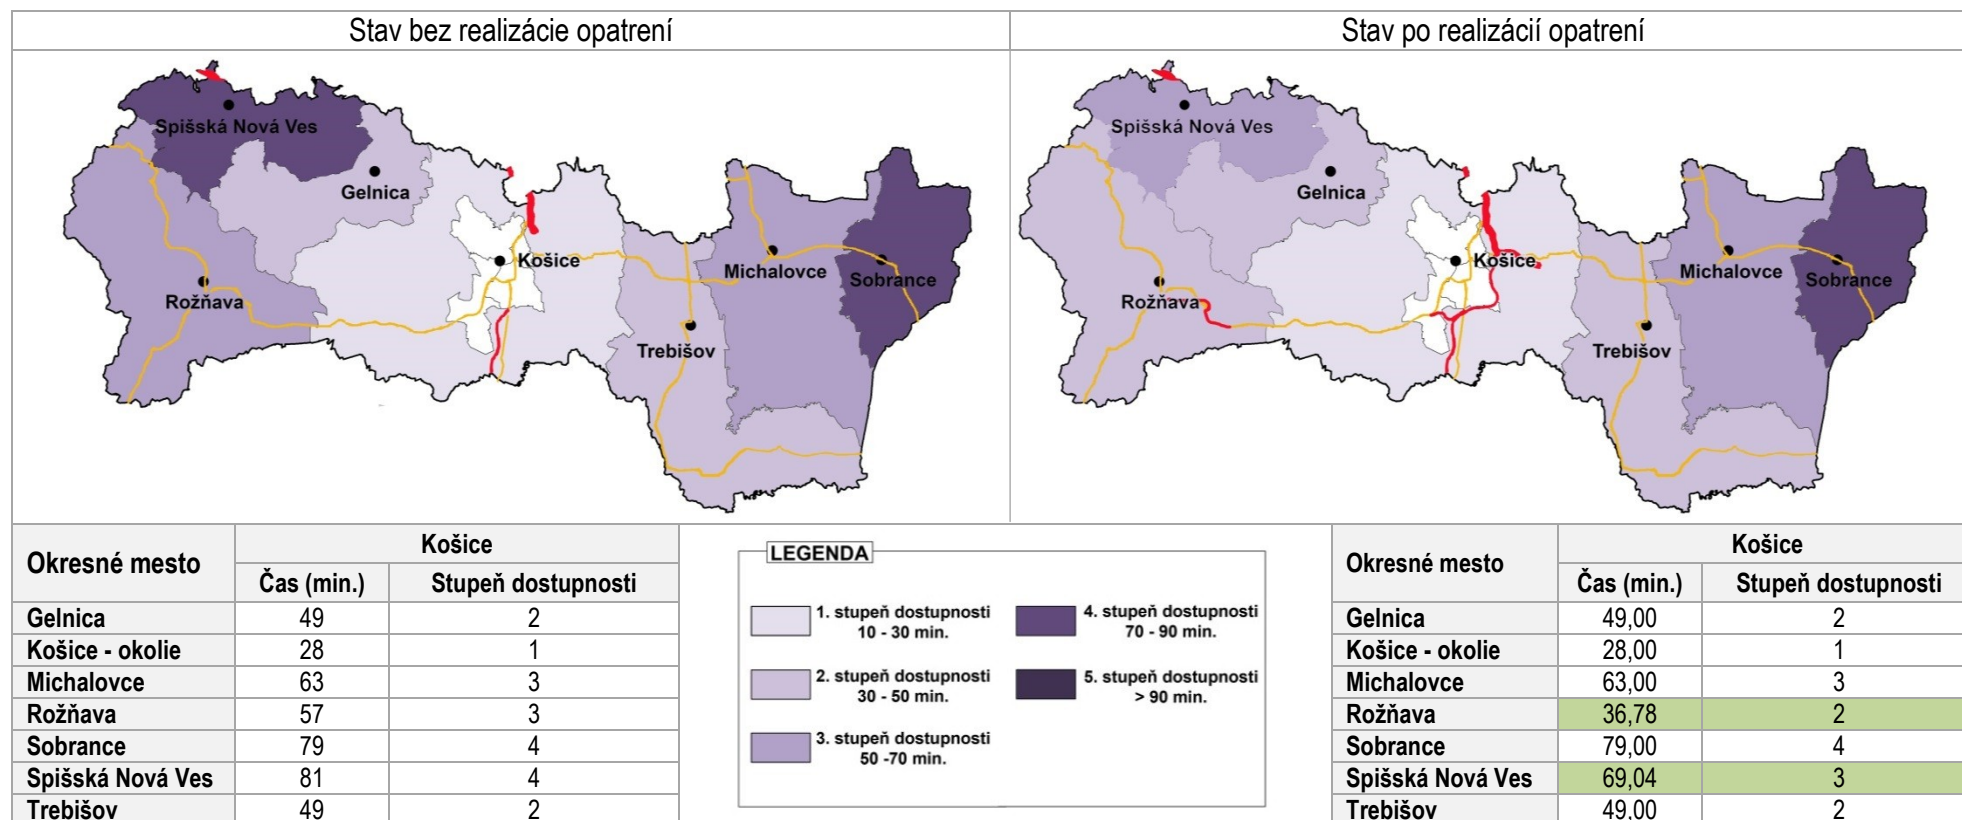 Stav bez realizácie opatrení
Stav po realizácií opatrení
Spišská Nová Ves
Gelnica
Košice
Rožňava
Michalovce
Sobrance
Trebišov
Spišská Nová Ves
Gelnica
Košice
Rožňava
Michalovce
Sobrance
Trebišov
Okresné mesto
Košice
Čas (min.) Stupeň dostupnosti
Gelnica 49 2
Košice - okolie 28 1
Michalovce 63 3
Rožňava 57 3
Sobrance 79 4
Spišská Nová Ves 81 4
Trebišov 49 2
LEGENDA
1. stupeň dostupnosti
10 - 30 min.
2. stupeň dostupnosti
30 - 50 min.
3. stupeň dostupnosti
50 -70 min.
4. stupeň dostupnosti
70 - 90 min.
5. stupeň dostupnosti
> 90 min.
Okresné mesto
Košice
Čas (min.) Stupeň dostupnosti
Gelnica 49,00 2
Košice - okolie 28,00 1
Michalovce 63,00 3
Rožňava 36,78 2
Sobrance 79,00 4
Spišská Nová Ves 69,04 3
Trebišov 49,00 2